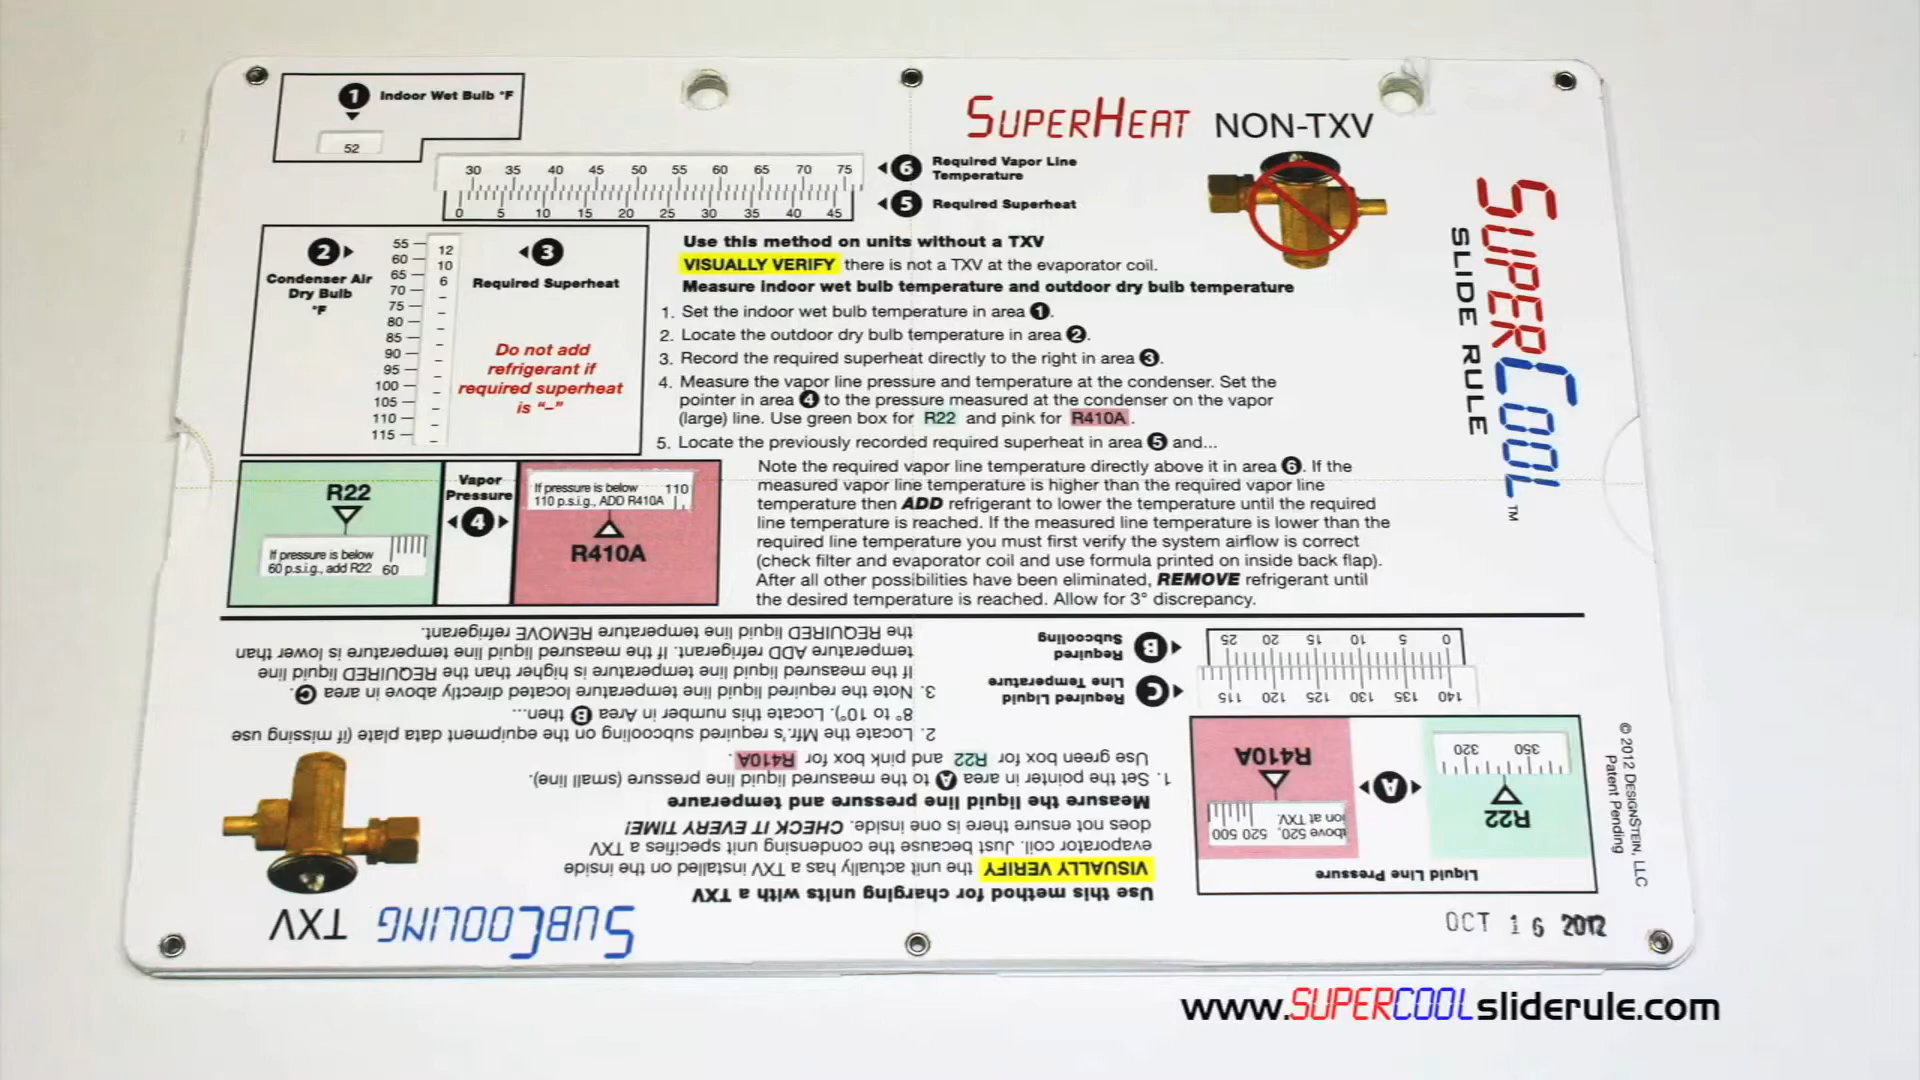 1 Indoor Wet Bulb °F
52
SUPERHEAT NON-TXV
30 35 40 45 50 55 60 65 70 75
6 Required Vapor Line
Temperature
0 5 10 15 20 25 30 35 40 45
5 Required Superheat
2 Condenser Air
Dry Bulb
°F
55 12
60 10
65 6
70 –
75 –
80 –
85 –
90 –
95 –
100 –
105 –
110 –
115 –
3
Required Superheat
Do not add
refrigerant if
required superheat
is “–”
Use this method on units without a TXV
VISUALLY VERIFY there is not a TXV at the evaporator coil.
Measure indoor wet bulb temperature and outdoor dry bulb temperature
1. Set the indoor wet bulb temperature in area 1.
2. Locate the outdoor dry bulb temperature in area 2.
3. Record the required superheat directly to the right in area 3.
4. Measure the vapor line pressure and temperature at the condenser. Set the
pointer in area 4 to the pressure measured at the condenser on the vapor
(large) line. Use green box for R22 and pink for R410A.
5. Locate the previously recorded required superheat in area 5 and...
Note the required vapor line temperature directly above it in area 6. If the
measured vapor line temperature is higher than the required vapor line
temperature then ADD refrigerant to lower the temperature until the required
line temperature is reached. If the measured line temperature is lower than the
required line temperature you must first verify the system airflow is correct
(check filter and evaporator coil and use formula printed on inside back flap).
After all other possibilities have been eliminated, REMOVE refrigerant until
the desired temperature is reached. Allow for 3° discrepancy.
SUPERCOOL™
SLIDE RULE
R22
If pressure is below
60 p.s.i.g., add R22 60
Vapor
Pressure
4
If pressure is below 110
110 p.s.i.g., ADD R410A
R410A
SUBCOOLING TXV
Use this method for charging units with a TXV
VISUALLY VERIFY the unit actually has a TXV installed on the inside
evaporator coil. Just because the condensing unit specifies a TXV
does not ensure there is one inside. CHECK IT EVERY TIME!
Measure the liquid line pressure and temperaure
1. Set the pointer in area A to the measured liquid line pressure (small line).
Use green box for R22 and pink box for R410A.
2. Locate the Mfr.’s required subcooling on the equipment data plate (if missing use
8° to 10°). Locate this number in Area B then...
3. Note the required liquid line temperature located directly above in area C.
If the measured liquid line temperature is higher than the REQUIRED liquid line
temperature ADD refrigerant. If the measured liquid line temperature is lower than
the REQUIRED liquid line temperature REMOVE refrigerant.
Liquid Line Pressure
R22
350 320
A
above 520, 520 500
ion at TXV.
R410A
C Required Liquid
Line Temperature
140 135 130 125 120 115
B Required
Subcooling
0 5 10 15 20 25
© 2012 DESIGNSTEIN, LLC
Patent Pending
OCT 16 2012
www.SUPERCOOLsliderule.com